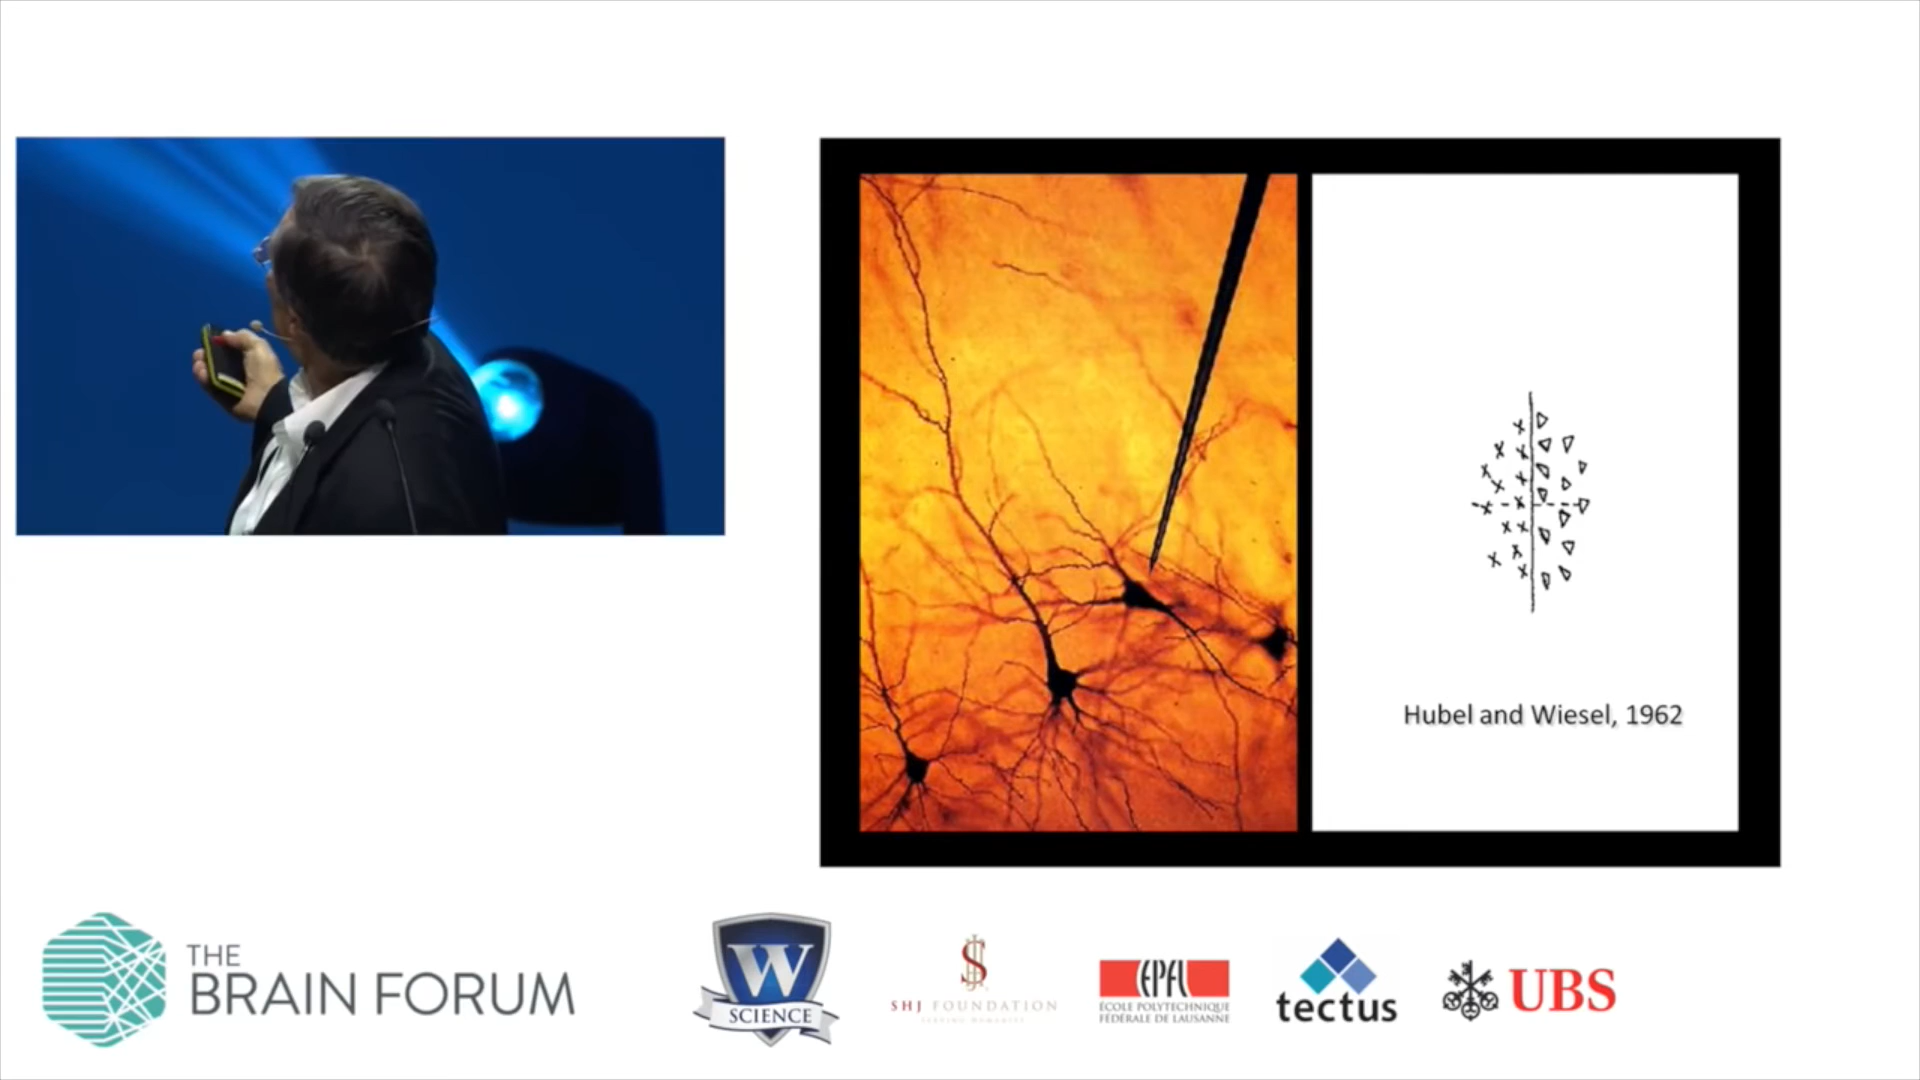 Hubel and Wiesel, 1962
THE
BRAIN FORUM
W
SCIENCE
SHJ FOUNDATION
EPFL
ÉCOLE POLYTECHNIQUE
FÉDÉRALE DE LAUSANNE
tectus
UBS